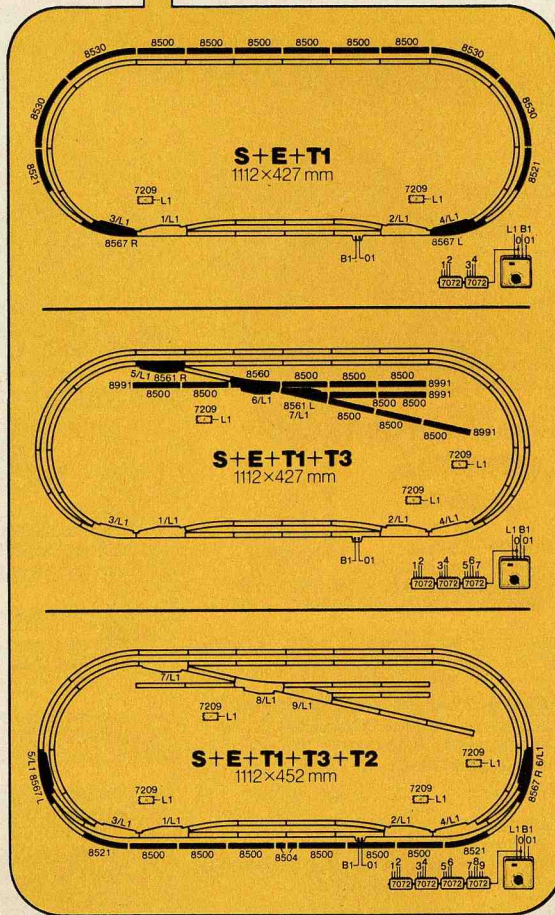 8500 8500 8500 8500 8500 8500
8530 8530
8530 8530
8521 8521
S+E+T1
1112×427 mm
7209 L1 7209 L1
3/L1 1/L1 2/L1 4/L1
8567 R 8567 L
B1 01
L1 B1
0 01
1 2 3 4
7072 7072
5/L1 8561 R 8560 8500 8500 8500
8991 8500 8500 6/L1 8561 L 8500 8500 8991
7/L1 8500 8500 8991
7209 L1
S+E+T1+T3
1112×427 mm
7209 L1
7209 L1
3/L1 1/L1 2/L1 4/L1
B1 01
L1 B1
0 01
1 2 3 4 5 6 7
7072 7072 7072
7/L1 8/L1 9/L1
7209 L1
S+E+T1+T3+T2
1112×452 mm
5/L1 8567 L 7209 L1 8567 R 6/L1
7209 L1 7209 L1
3/L1 1/L1 2/L1 4/L1
8521 8500 8500 8504 8500 8500 8500 8521
B1 01
L1 B1
0 01
1 2 3 4 5 6 7 8 9
7072 7072 7072 7072